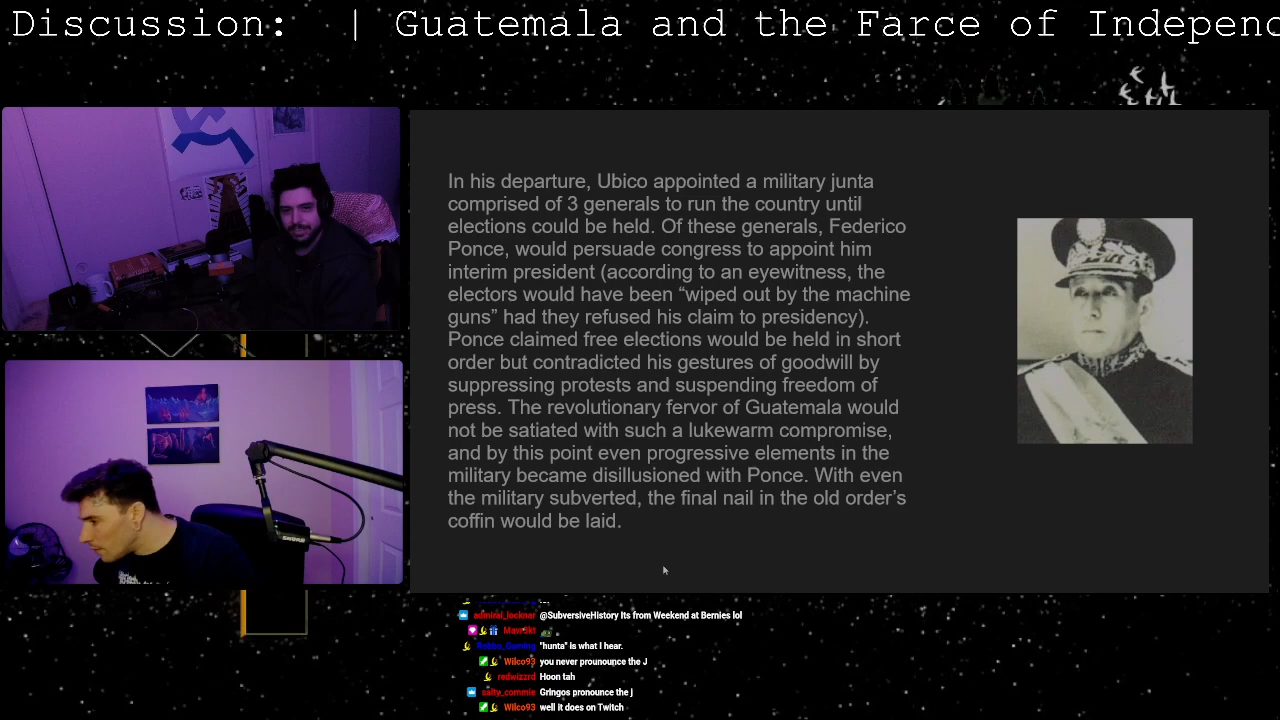 Discussion: | Guatemala and the Farce of Independ
In his departure, Ubico appointed a military junta
comprised of 3 generals to run the country until
elections could be held. Of these generals, Federico
Ponce, would persuade congress to appoint him
interim president (according to an eyewitness, the
electors would have been “wiped out by the machine
guns” had they refused his claim to presidency).
Ponce claimed free elections would be held in short
order but contradicted his gestures of goodwill by
suppressing protests and suspending freedom of
press. The revolutionary fervor of Guatemala would
not be satiated with such a lukewarm compromise,
and by this point even progressive elements in the
military became disillusioned with Ponce. With even
the military subverted, the final nail in the old order’s
coffin would be laid.
@SubversiveHistory Its from Weekend at Bernies lol
"hunta" is what I hear.
Wilco93 you never prounounce the J
redwizzrd Hoon tah
salty_commie Gringos pronounce the j
Wilco93 well it does on Twitch